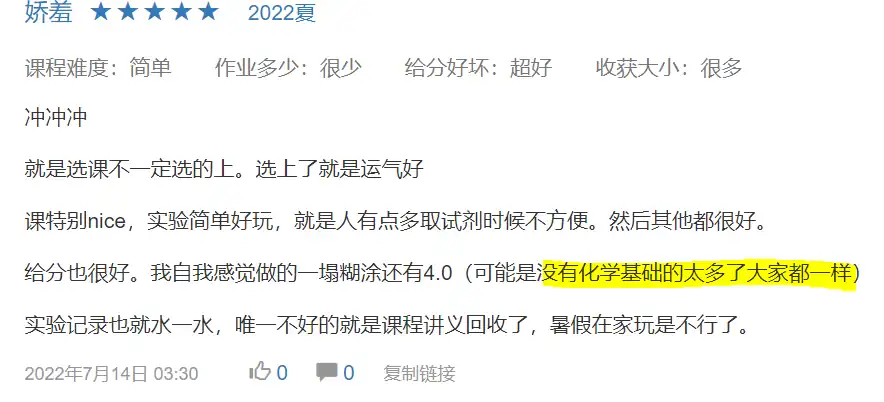 娇羞 ★★★★★ 2022夏
课程难度：简单 作业多少：很少 给分好坏：超好 收获大小：很多
冲冲冲
就是选课不一定选的上。选上了就是运气好
课特别nice，实验简单好玩，就是人有点多取试剂时候不方便。然后其他都很好。
给分也很好。我自我感觉做的一塌糊涂还有4.0（可能是没有化学基础的太多了大家都一样）
实验记录也就水一水，唯一不好的就是课程讲义回收了，暑假在家玩是不行了。
2022年7月14日 03:30 0 0 复制链接